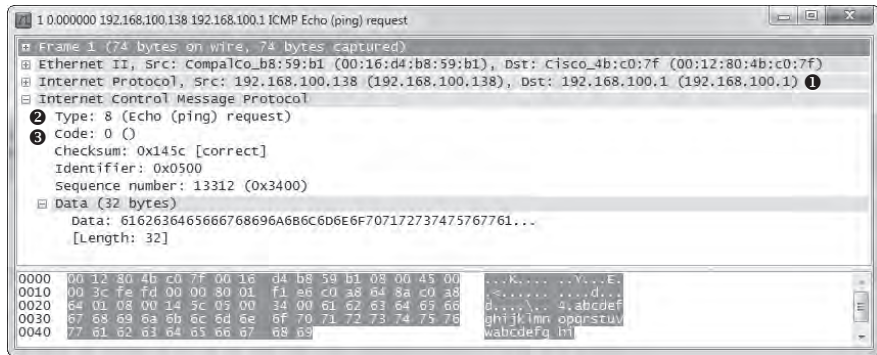 1 0.000000 192.168.100.138 192.168.100.1 ICMP Echo (ping) request
Frame 1 (74 bytes on wire, 74 bytes captured)
Ethernet II, Src: CompalCo_b8:59:b1 (00:16:d4:b8:59:b1), Dst: Cisco_4b:c0:7f (00:12:80:4b:c0:7f)
Internet Protocol, Src: 192.168.100.138 (192.168.100.138), Dst: 192.168.100.1 (192.168.100.1) ❶
Internet Control Message Protocol
❷ Type: 8 (Echo (ping) request)
❸ Code: 0 ()
Checksum: 0x145c [correct]
Identifier: 0x0500
Sequence number: 13312 (0x3400)
Data (32 bytes)
Data: 6162636465666768696A6B6C6D6E6F707172737475767761...
[Length: 32]
0000 00 12 80 4b c0 7f 00 16 d4 b8 59 b1 08 00 45 00 ...K.... ..Y...E.
0010 00 3c fe fd 00 00 80 01 f1 e6 c0 a8 64 8a c0 a8 .<...... ....d...
0020 64 01 08 00 14 5c 05 00 34 00 61 62 63 64 65 66 d....\.. 4.abcdef
0030 67 68 69 6a 6b 6c 6d 6e 6f 70 71 72 73 74 75 76 ghijklmn opqrstuv
0040 77 61 62 63 64 65 66 67 68 69 wabcdefg hi